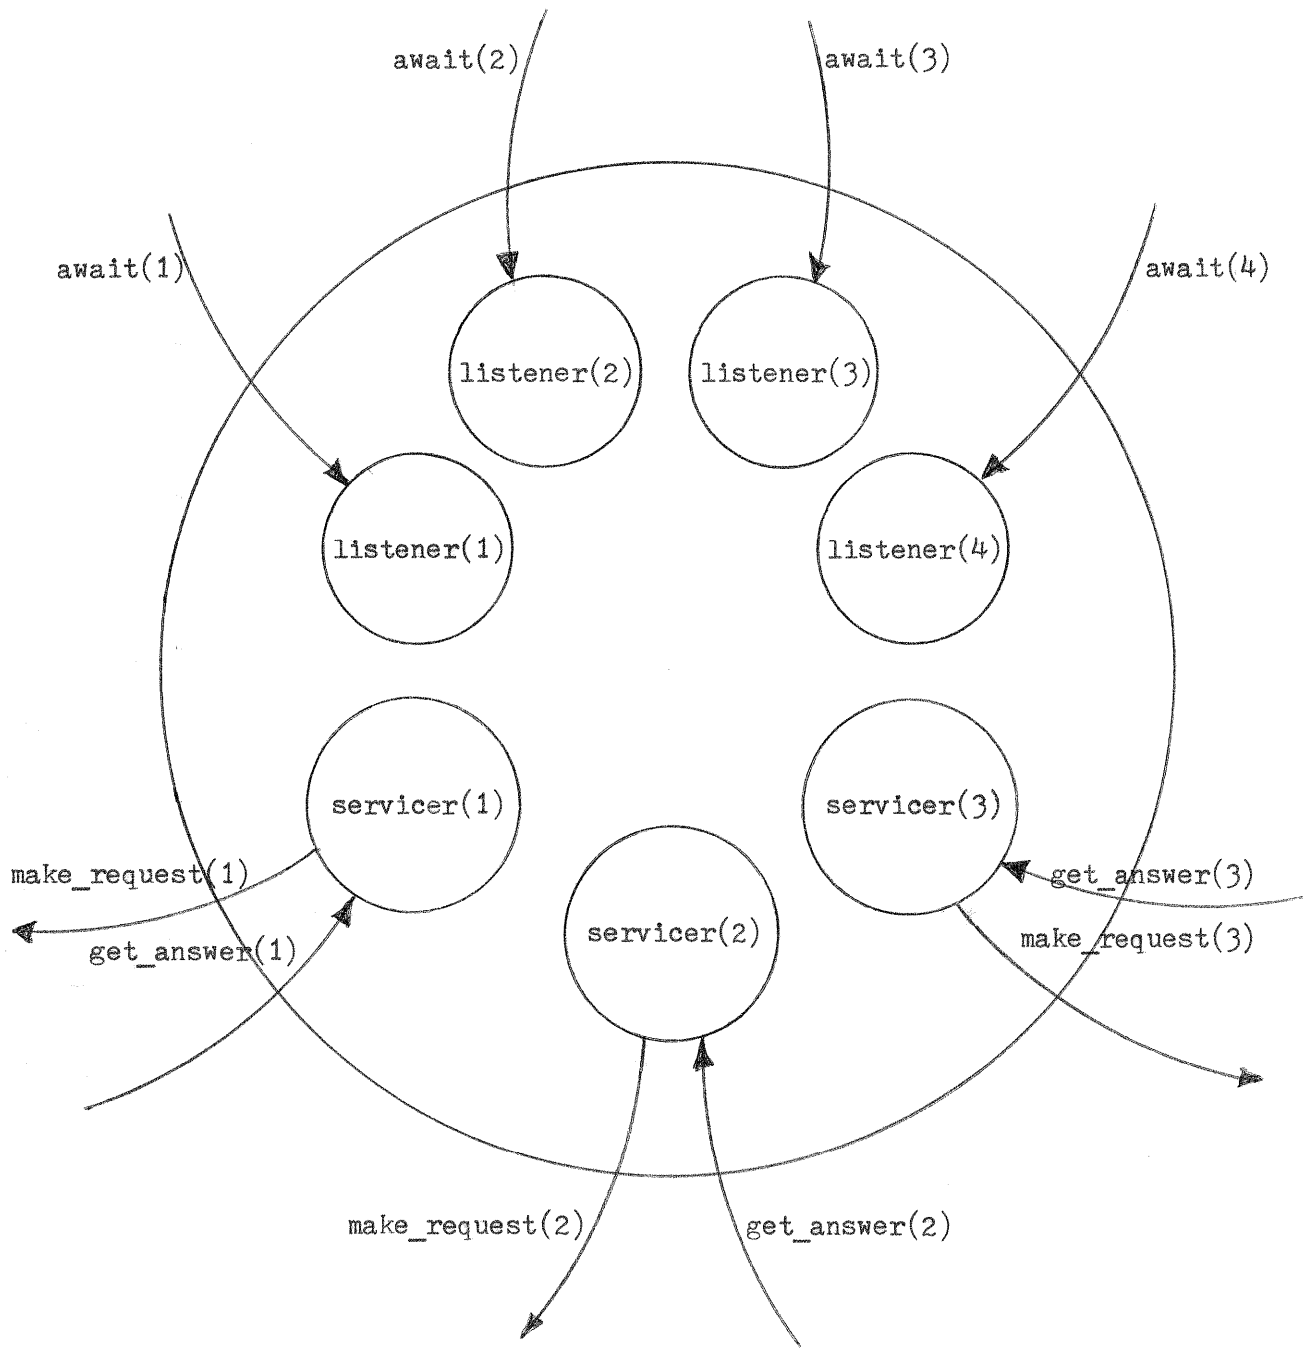 await(2)
await(3)
await(1)
await(4)
listener(2)
listener(3)
listener(1)
listener(4)
servicer(1)
servicer(3)
make_request(1)
get_answer(3)
servicer(2)
make_request(3)
get_answer(1)
make_request(2)
get_answer(2)